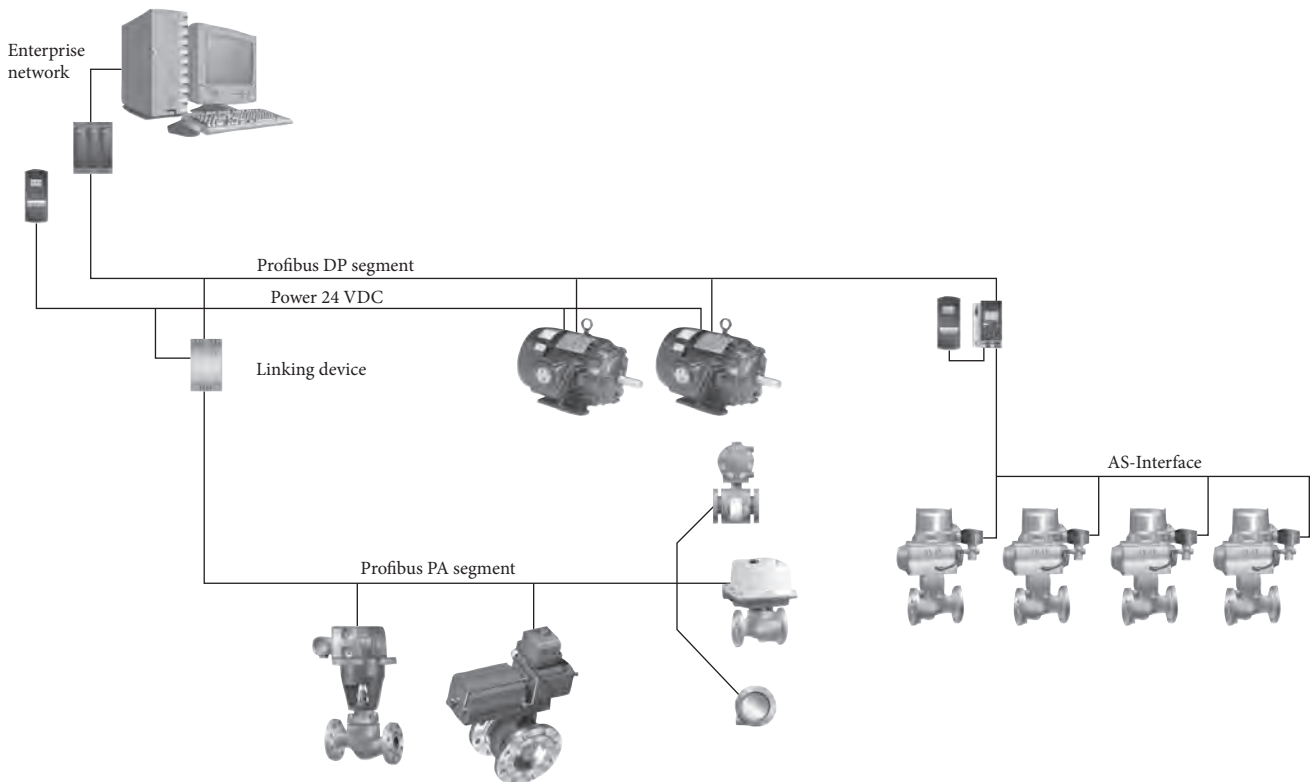 Enterprise
network
Profibus DP segment
Power 24 VDC
Linking device
AS-Interface
Profibus PA segment